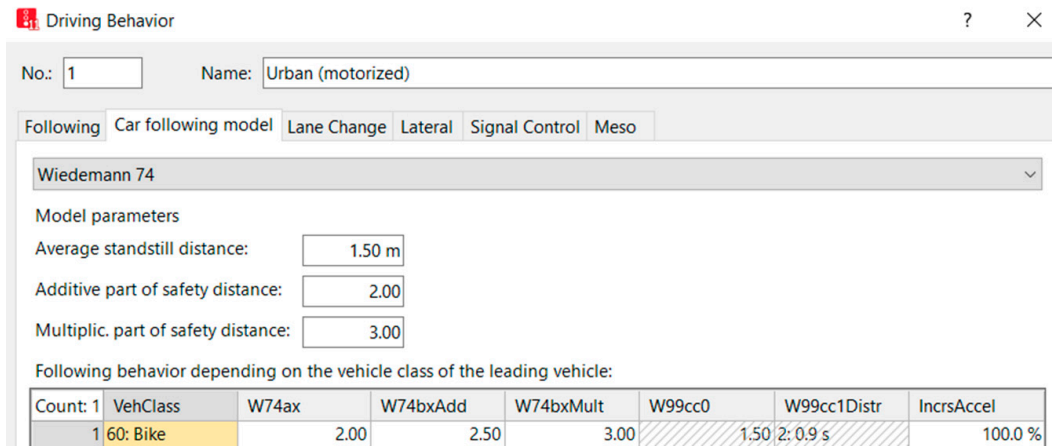 11 Driving Behavior ? ×
No.: 1 Name: Urban (motorized)
Following Car following model Lane Change Lateral Signal Control Meso
Wiedemann 74
Model parameters
Average standstill distance: 1.50 m
Additive part of safety distance: 2.00
Multiplic. part of safety distance: 3.00
Following behavior depending on the vehicle class of the leading vehicle:
Count: 1 VehClass W74ax W74bxAdd W74bxMult W99cc0 W99cc1Distr IncrsAccel
1 60: Bike 2.00 2.50 3.00 1.50 2: 0.9 s 100.0 %